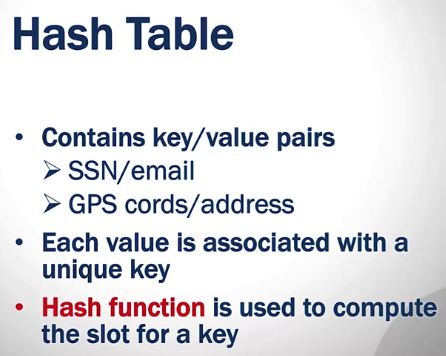 Hash Table
• Contains key/value pairs
➢ SSN/email
➢ GPS cords/address
• Each value is associated with a
unique key
• Hash function is used to compute
the slot for a key